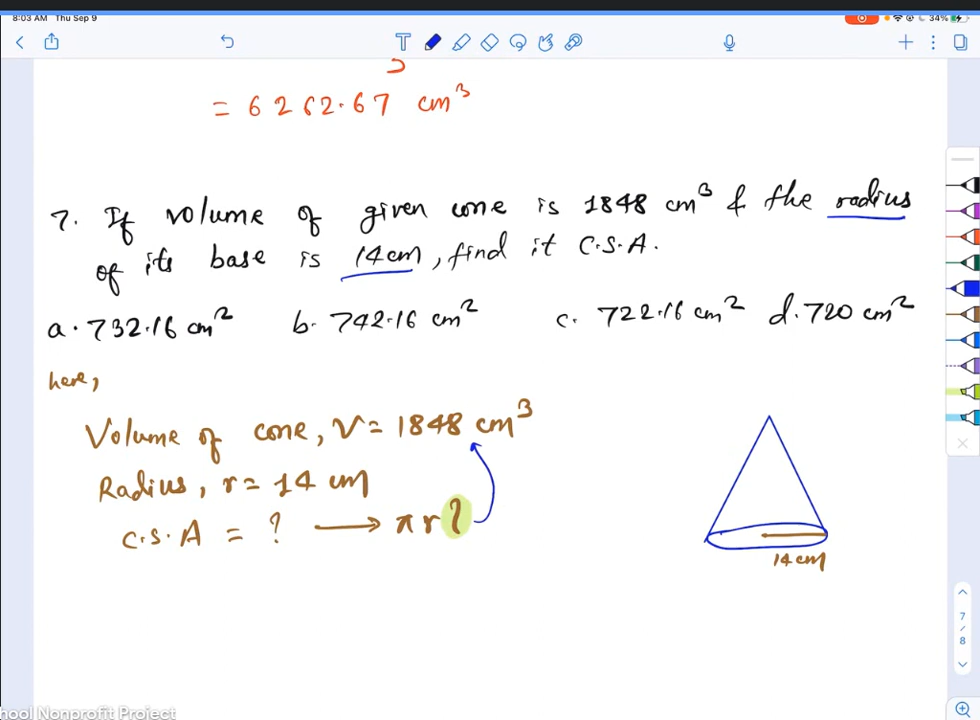 8:03 AM Thu Sep 9
34%
= 6262.67 cm³
7. If volume of given cone is 1848 cm³ & the radius
of its base is 14cm, find it C.S.A.
a. 732.16 cm² b. 742.16 cm² c. 722.16 cm² d. 720 cm²
here,
Volume of cone, V = 1848 cm³
Radius, r = 14 cm
C.S.A = ? → π r l
14 cm
7
/
8
hool Nonprofit Project